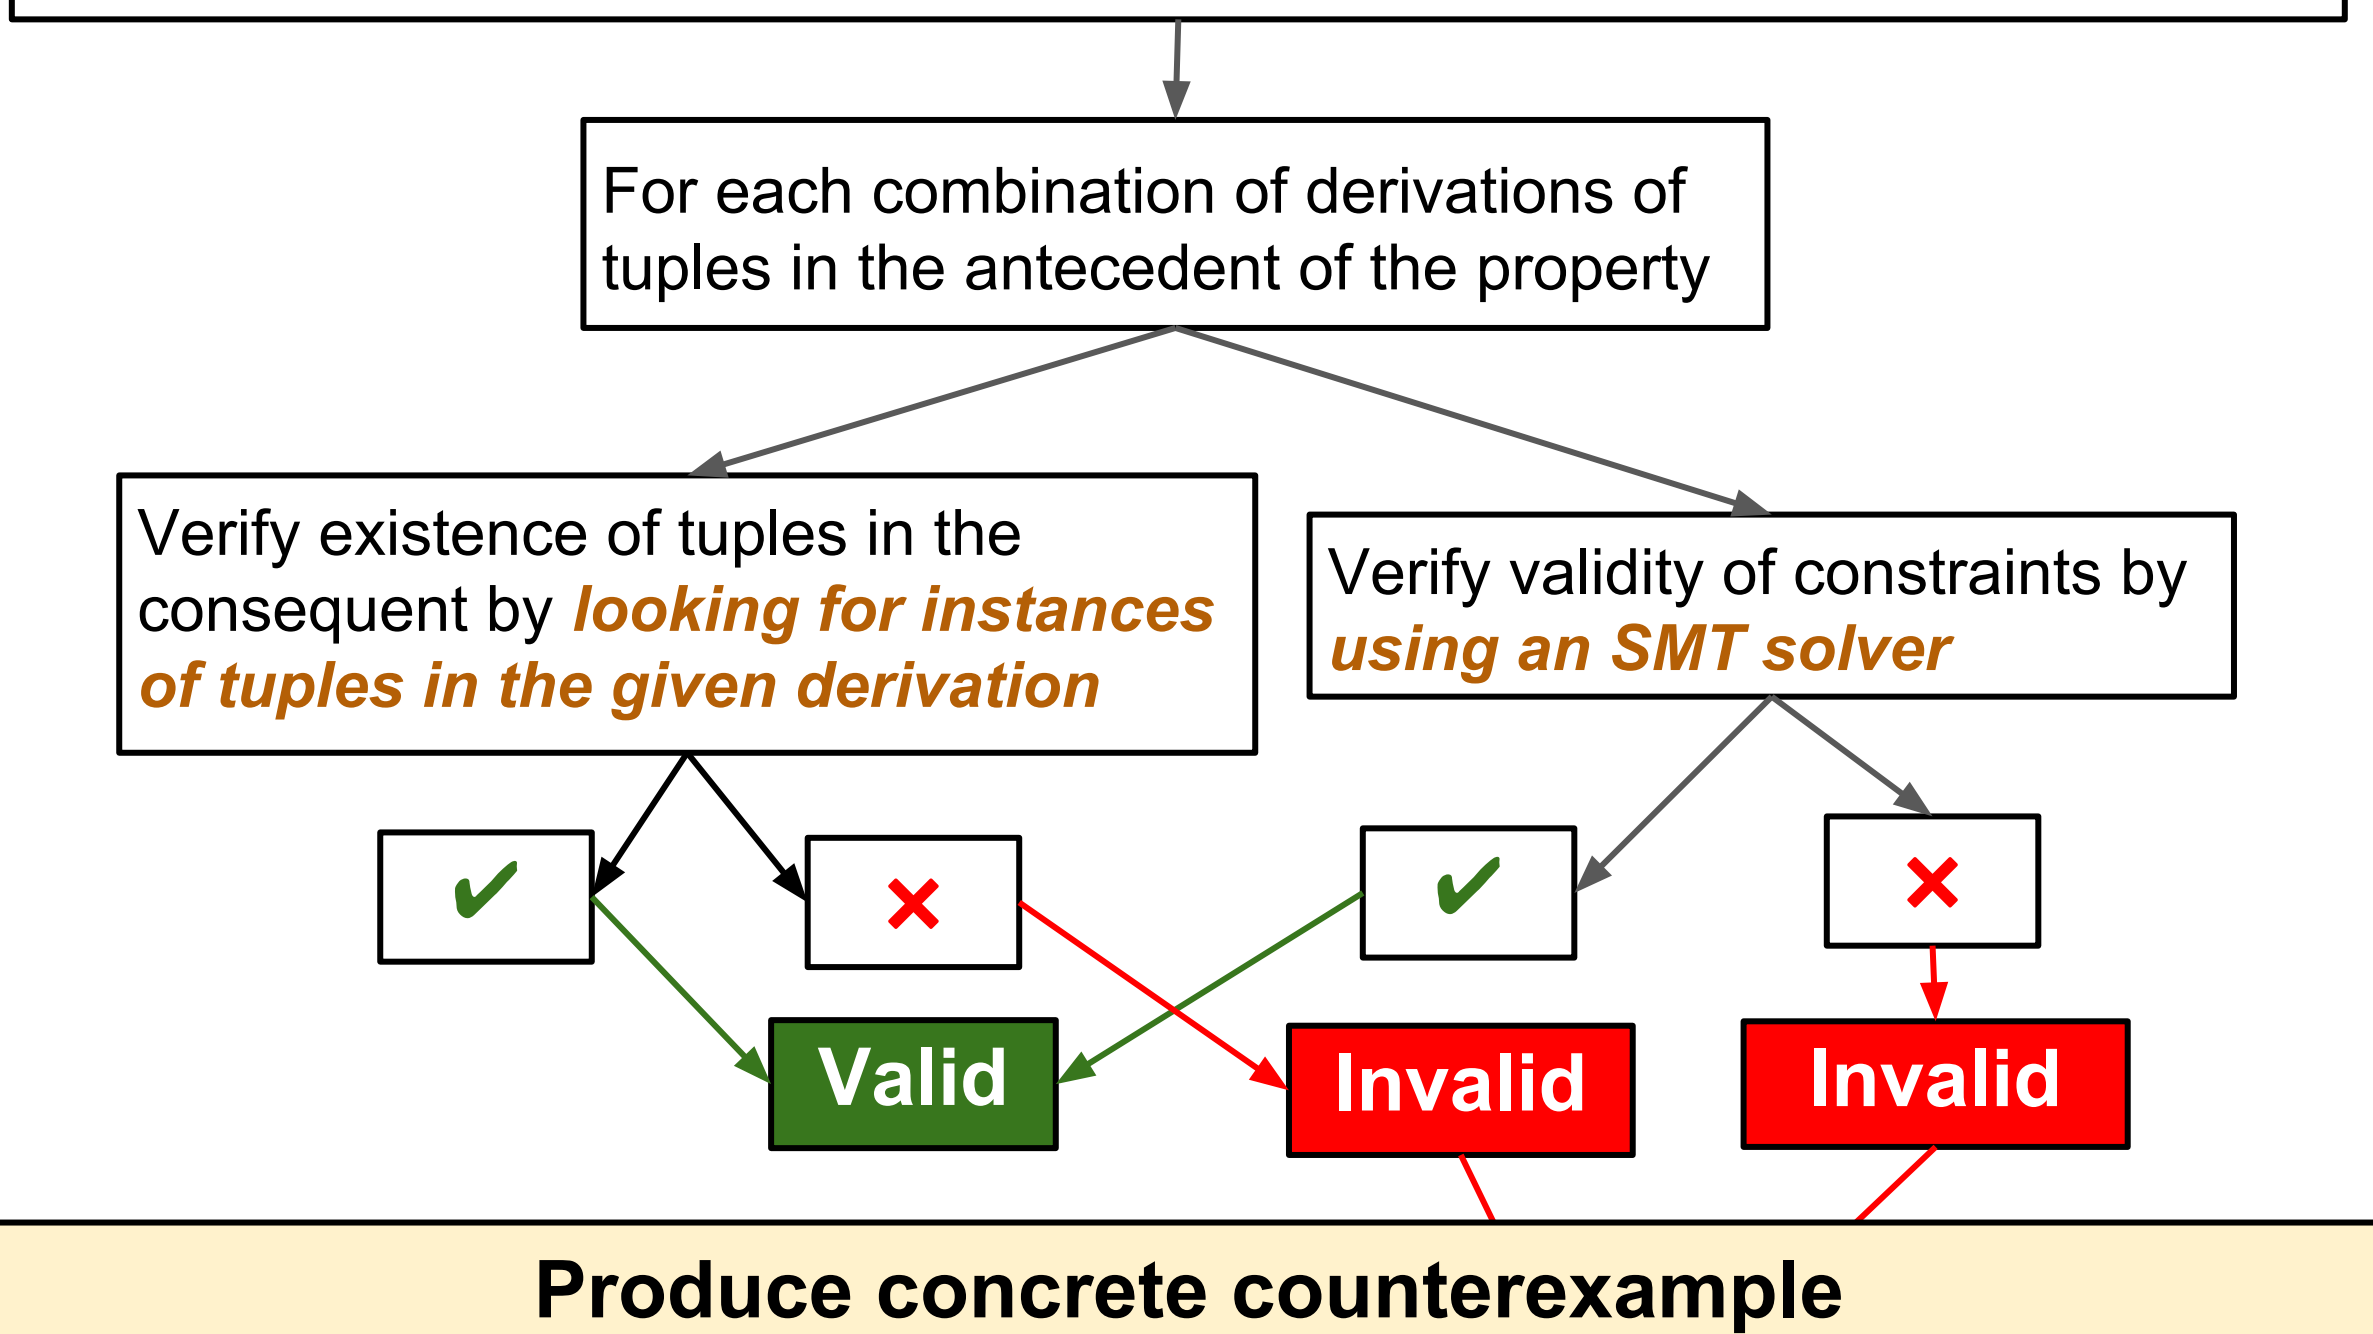 For each combination of derivations of
tuples in the antecedent of the property
Verify existence of tuples in the
consequent by looking for instances
of tuples in the given derivation
Verify validity of constraints by
using an SMT solver
✔
✖
✔
✖
Valid
Invalid
Invalid
Produce concrete counterexample